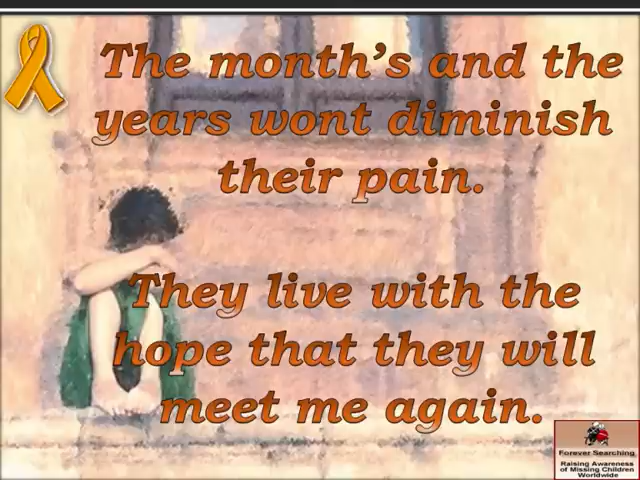 The month's and the
years wont diminish
their pain.
They live with the
hope that they will
meet me again.
Forever Searching
Raising Awareness
of Missing Children
Worldwide